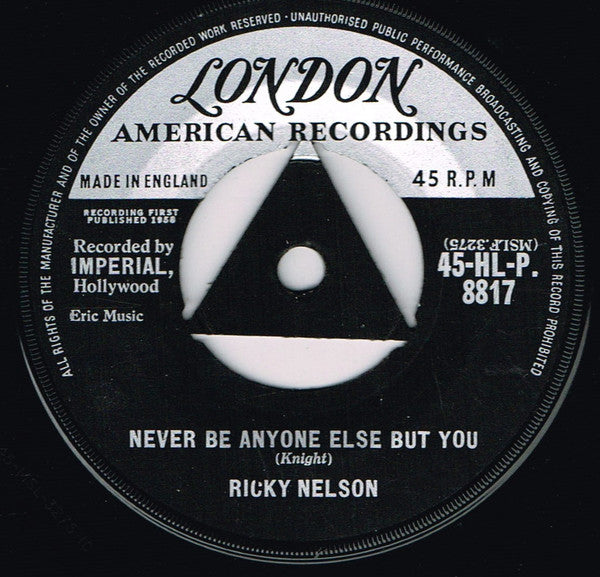 ALL RIGHTS OF THE MANUFACTURER AND OF THE OWNER OF THE RECORDED WORK RESERVED · UNAUTHORISED PUBLIC PERFORMANCE BROADCASTING AND COPYING OF THIS RECORD PROHIBITED
LONDON
AMERICAN RECORDINGS
MADE IN ENGLAND
45 R.P.M
RECORDING FIRST
PUBLISHED 1958
Recorded by
IMPERIAL,
Hollywood
Eric Music
(MSLF.3275)
45-HL-P.
8817
NEVER BE ANYONE ELSE BUT YOU
(Knight)
RICKY NELSON